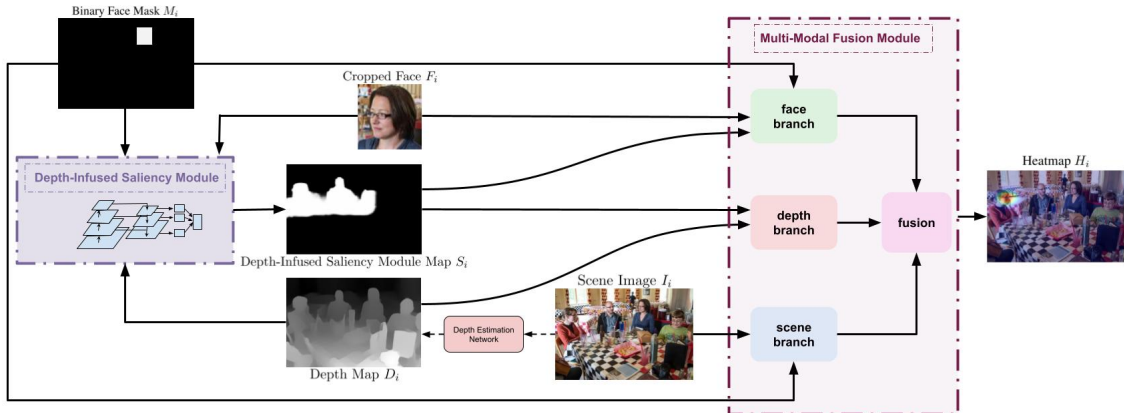 Binary Face Mask M_i
Multi-Modal Fusion Module
Cropped Face F_i
face
branch
Depth-Infused Saliency Module
Heatmap H_i
depth
branch
fusion
Depth-Infused Saliency Module Map S_i
Scene Image I_i
Depth Estimation
Network
scene
branch
Depth Map D_i